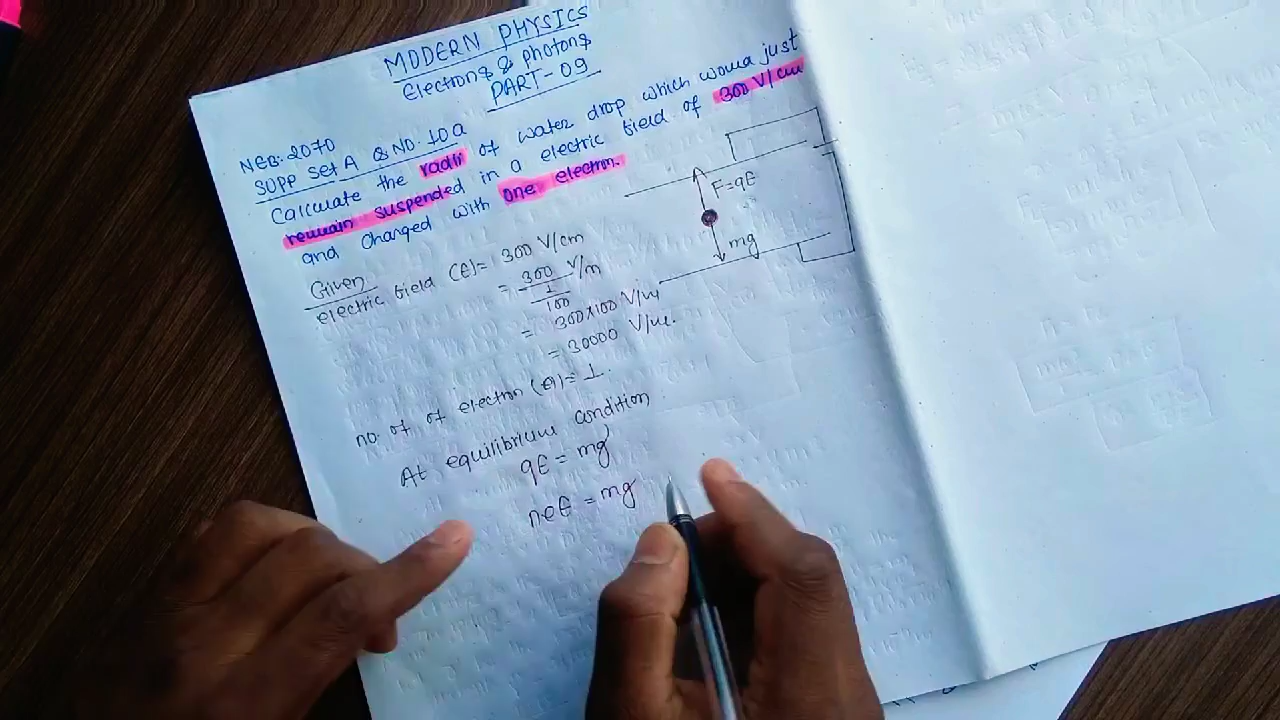 MODERN PHYSICS
Electrons & photons
PART-09
NEB:2070
SUPP Set A Q.NO. 10a
Calculate the radii of water drop which would just
remain suspended in a electric field of 300 V/cm
and charged with one electron.
Given
electric field (E) = 300 V/cm
= 300 V/m
1
100
= 300×100 V/m
= 30000 V/m.
no. of of electron (n) = 1.
At equilibrium condition
qE = mg
neE = mg
F=qE
mg